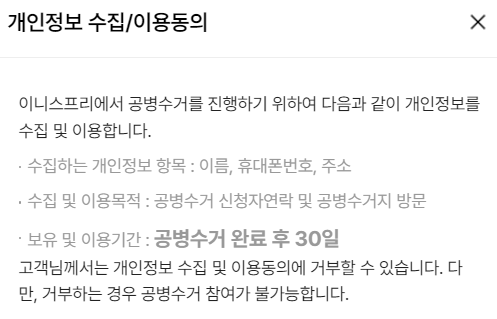 개인정보 수집/이용동의
이니스프리에서 공병수거를 진행하기 위하여 다음과 같이 개인정보를
수집 및 이용합니다.
· 수집하는 개인정보 항목 : 이름, 휴대폰번호, 주소
· 수집 및 이용목적 : 공병수거 신청자연락 및 공병수거지 방문
· 보유 및 이용기간 : 공병수거 완료 후 30일
고객님께서는 개인정보 수집 및 이용동의에 거부할 수 있습니다. 다
만, 거부하는 경우 공병수거 참여가 불가능합니다.